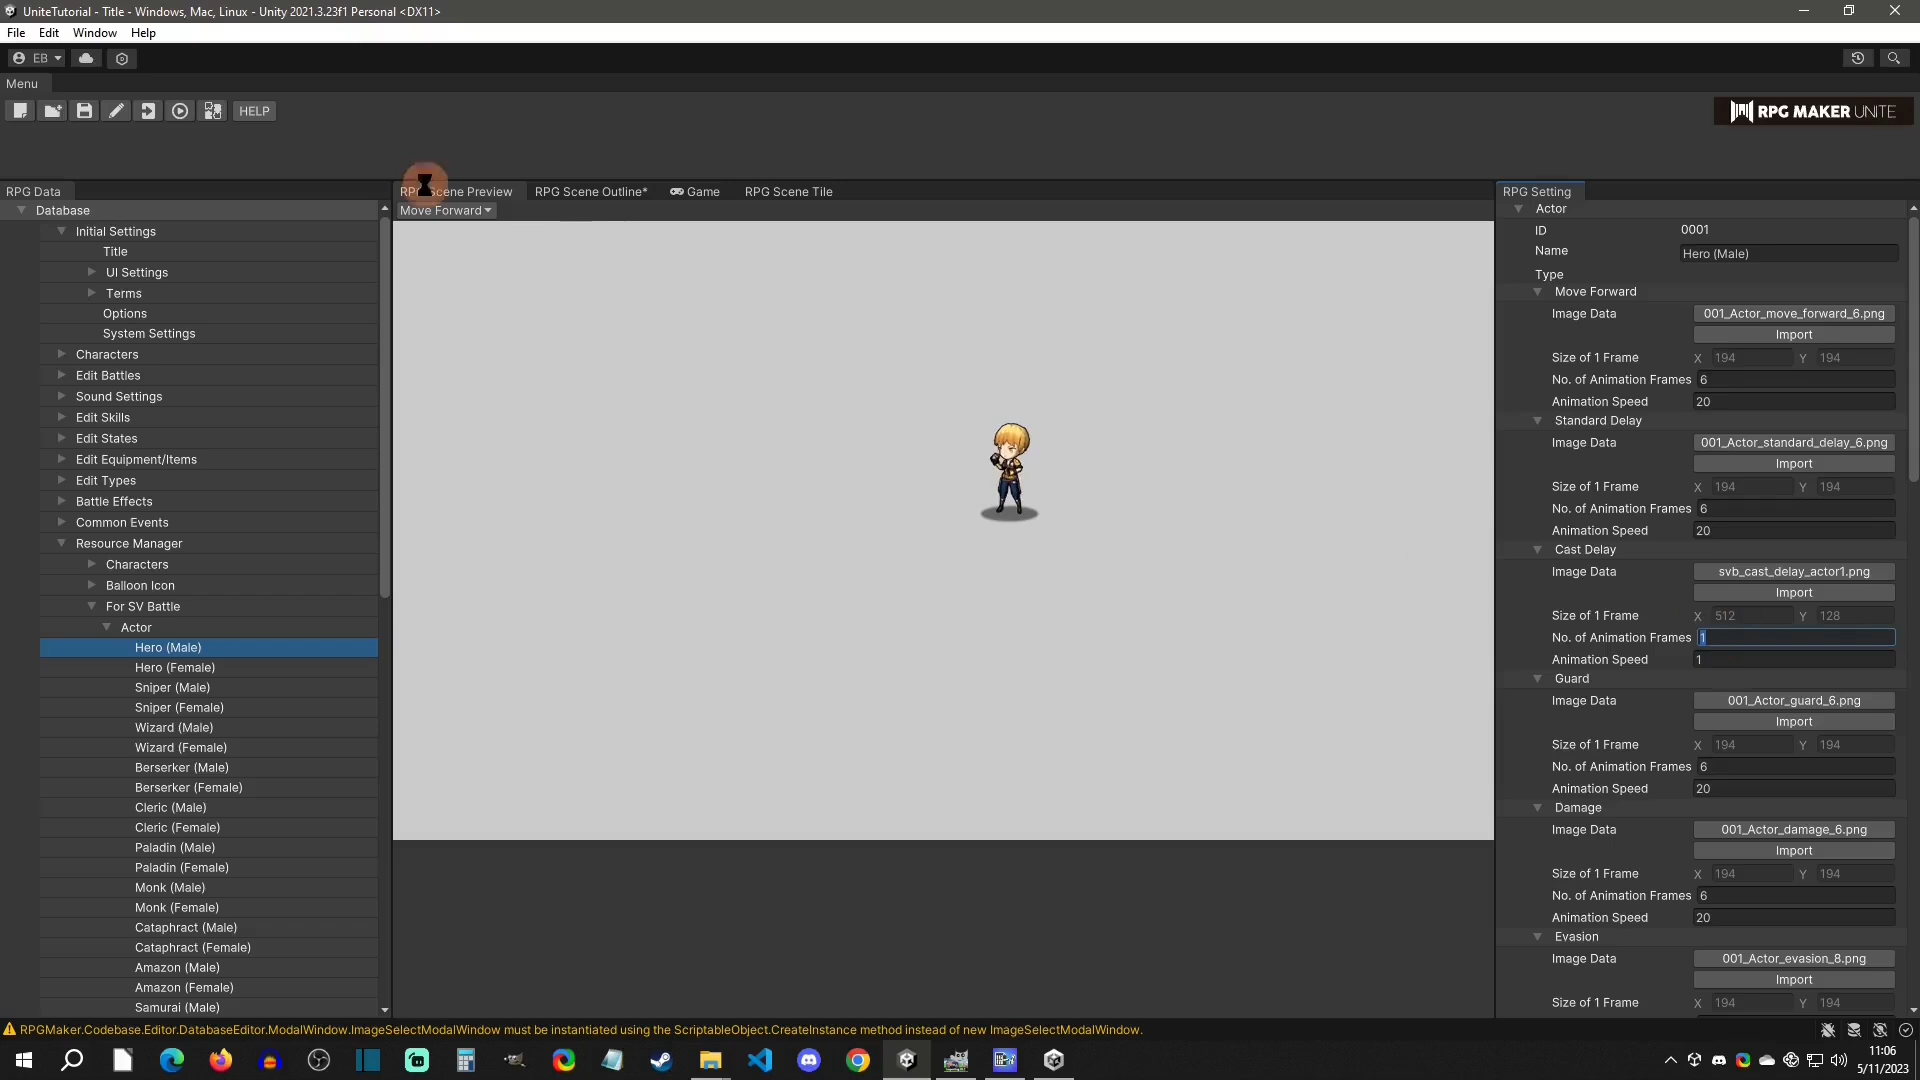 UniteTutorial - Title - Windows, Mac, Linux - Unity 2021.3.23f1 Personal <DX11>
File Edit Window Help
EB
Menu
HELP
RPG MAKER UNITE
RPG Data
RPG Scene Preview RPG Scene Outline* Game RPG Scene Tile
RPG Setting
Move Forward
Database
Initial Settings
Title
UI Settings
Terms
Options
System Settings
Characters
Edit Battles
Sound Settings
Edit Skills
Edit States
Edit Equipment/Items
Edit Types
Battle Effects
Common Events
Resource Manager
Characters
Balloon Icon
For SV Battle
Actor
Hero (Male)
Hero (Female)
Sniper (Male)
Sniper (Female)
Wizard (Male)
Wizard (Female)
Berserker (Male)
Berserker (Female)
Cleric (Male)
Cleric (Female)
Paladin (Male)
Paladin (Female)
Monk (Male)
Monk (Female)
Cataphract (Male)
Cataphract (Female)
Amazon (Male)
Amazon (Female)
Samurai (Male)
Actor
ID 0001
Name Hero (Male)
Type
Move Forward
Image Data 001_Actor_move_forward_6.png
Import
Size of 1 Frame X 194 Y 194
No. of Animation Frames 6
Animation Speed 20
Standard Delay
Image Data 001_Actor_standard_delay_6.png
Import
Size of 1 Frame X 194 Y 194
No. of Animation Frames 6
Animation Speed 20
Cast Delay
Image Data svb_cast_delay_actor1.png
Import
Size of 1 Frame X 512 Y 128
No. of Animation Frames 1
Animation Speed 1
Guard
Image Data 001_Actor_guard_6.png
Import
Size of 1 Frame X 194 Y 194
No. of Animation Frames 6
Animation Speed 20
Damage
Image Data 001_Actor_damage_6.png
Import
Size of 1 Frame X 194 Y 194
No. of Animation Frames 6
Animation Speed 20
Evasion
Image Data 001_Actor_evasion_8.png
Import
Size of 1 Frame X 194 Y 194
RPGMaker.Codebase.Editor.DatabaseEditor.ModalWindow.ImageSelectModalWindow must be instantiated using the ScriptableObject.CreateInstance method instead of new ImageSelectModalWindow.
11:06
5/11/2023